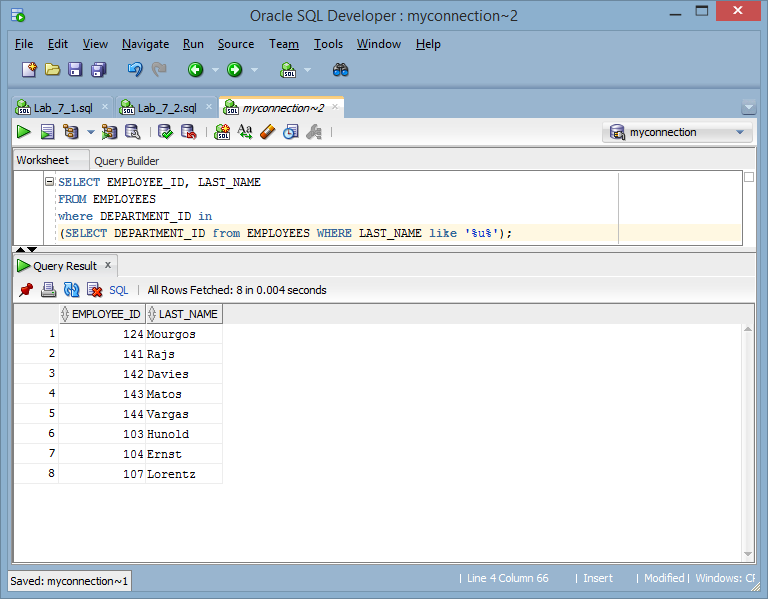 Oracle SQL Developer : myconnection~2
File Edit View Navigate Run Source Team Tools Window Help
Lab_7_1.sql Lab_7_2.sql myconnection~2
myconnection
Worksheet Query Builder
SELECT EMPLOYEE_ID, LAST_NAME
FROM EMPLOYEES
where DEPARTMENT_ID in
(SELECT DEPARTMENT_ID from EMPLOYEES WHERE LAST_NAME like '%u%');
Query Result
SQL | All Rows Fetched: 8 in 0.004 seconds
EMPLOYEE_ID LAST_NAME
1 124 Mourgos
2 141 Rajs
3 142 Davies
4 143 Matos
5 144 Vargas
6 103 Hunold
7 104 Ernst
8 107 Lorentz
Saved: myconnection~1 | Line 4 Column 66 | Insert | Modified | Windows: CR